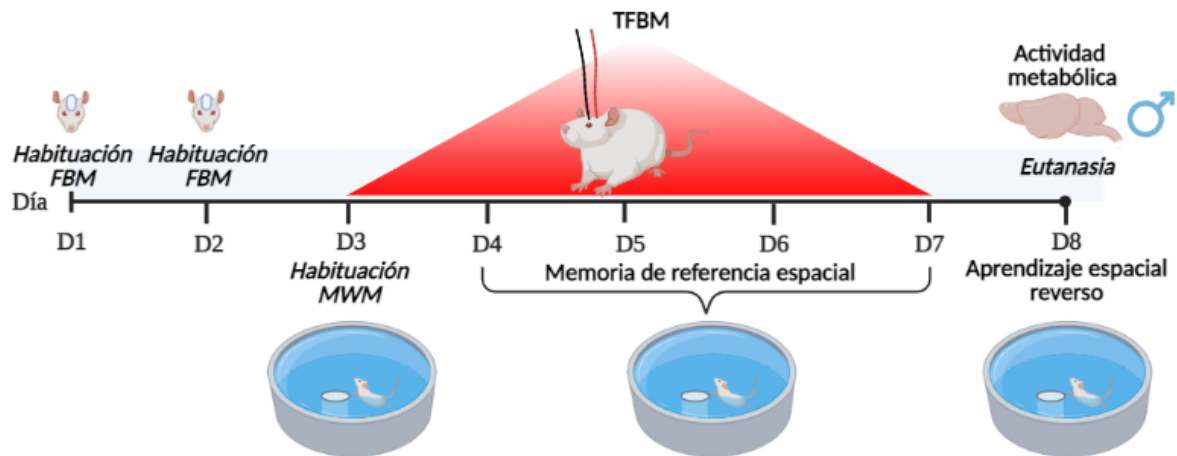 TFBM
Actividad
metabólica
Habituación
FBM
Habituación
FBM
Eutanasia
Día
D1
D2
D3
D4
D5
D6
D7
D8
Habituación
MWM
Memoria de referencia espacial
Aprendizaje espacial
reverso